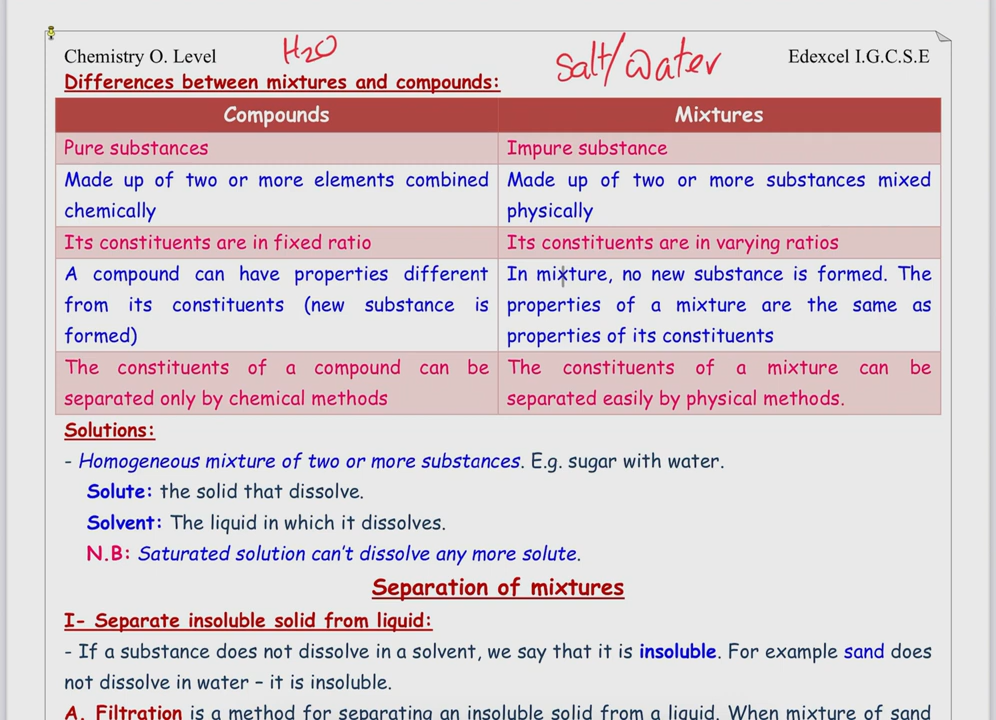 Chemistry O. Level H₂O Salt/Water Edexcel I.G.C.S.E
Differences between mixtures and compounds:
Compounds Mixtures
Pure substances
Impure substance
Made up of two or more elements combined
chemically
Made up of two or more substances mixed
physically
Its constituents are in fixed ratio
Its constituents are in varying ratios
A compound can have properties different
from its constituents (new substance is
formed)
In mixture, no new substance is formed. The
properties of a mixture are the same as
properties of its constituents
The constituents of a compound can be
separated only by chemical methods
The constituents of a mixture can be
separated easily by physical methods.
Solutions:
- Homogeneous mixture of two or more substances. E.g. sugar with water.
Solute: the solid that dissolve.
Solvent: The liquid in which it dissolves.
N.B: Saturated solution can't dissolve any more solute.
Separation of mixtures
I- Separate insoluble solid from liquid:
- If a substance does not dissolve in a solvent, we say that it is insoluble. For example sand does
not dissolve in water – it is insoluble.
A. Filtration is a method for separating an insoluble solid from a liquid. When mixture of sand